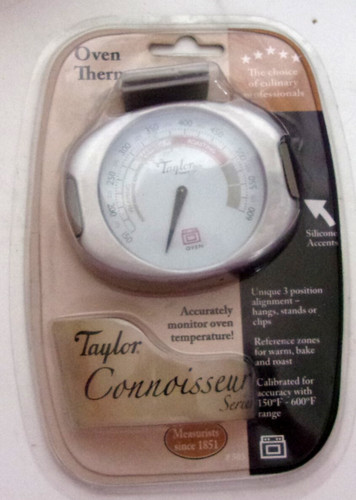 Oven
The choice
of culinary
Taylor
OVEN
Silicone
Accents
Unique 3 position
alignment –
hangs, stands or
clips
Accurately
monitor oven
temperature!
Reference zones
for warm, bake
and roast
Taylor
Connoisseur
Series
Calibrated for
accuracy with
150°F - 600°F
range
Measurists
since 1851